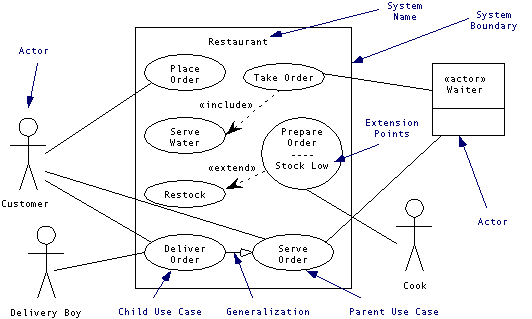 System
Name
System
Boundary
Actor
Restaurant
Place
Order
Take Order
«actor»
Waiter
«include»
Serve
Water
Prepare
Order
----
Stock Low
Extension
Points
«extend»
Restock
Customer
Actor
Deliver
Order
Serve
Order
Cook
Delivery Boy
Child Use Case
Generalization
Parent Use Case